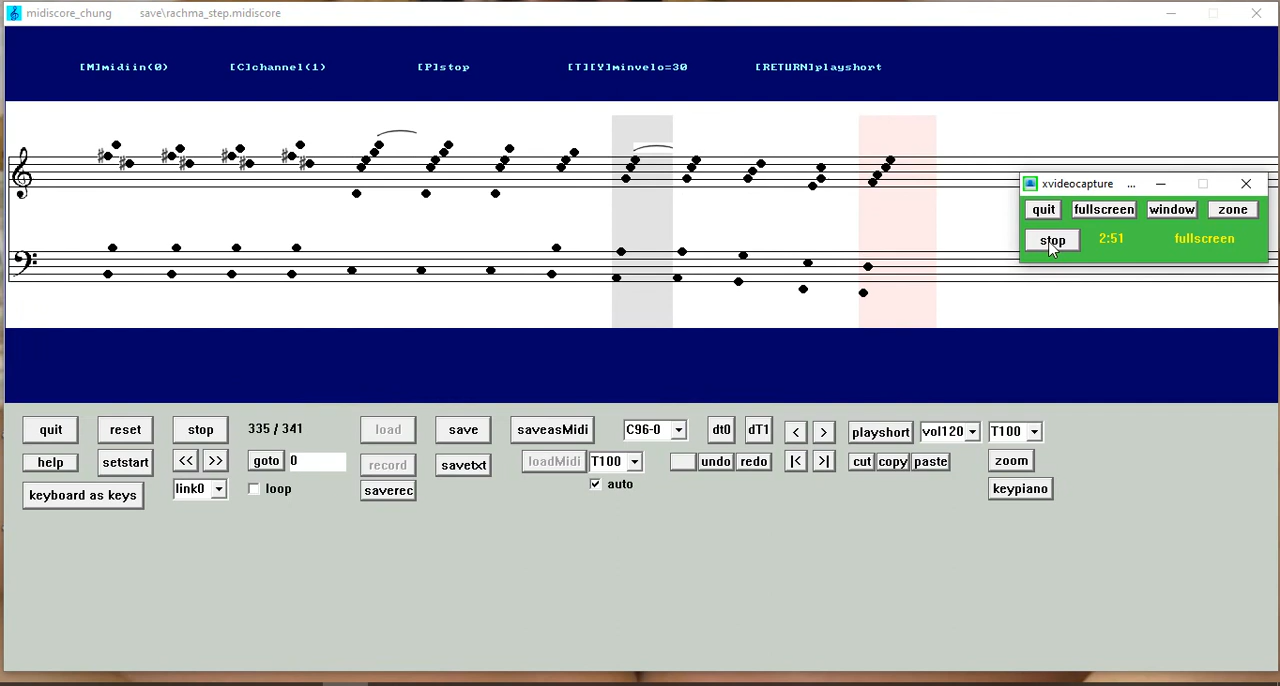 midiscore_chung save\rachma_step.midiscore
[M]midiin(0) [C]channel(1) [P]stop [T][Y]minvelo=30 [RETURN]playshort
xvideocapture ...
quit fullscreen window zone
stop 2:51 fullscreen
quit reset stop 335 / 341 load save saveasMidi C96-0 dt0 dT1 < > playshort vol120 T100
help setstart << >> goto 0 record savetxt loadMidi T100 undo redo |< >| cut copy paste zoom
keyboard as keys link0 loop saverec auto keypiano